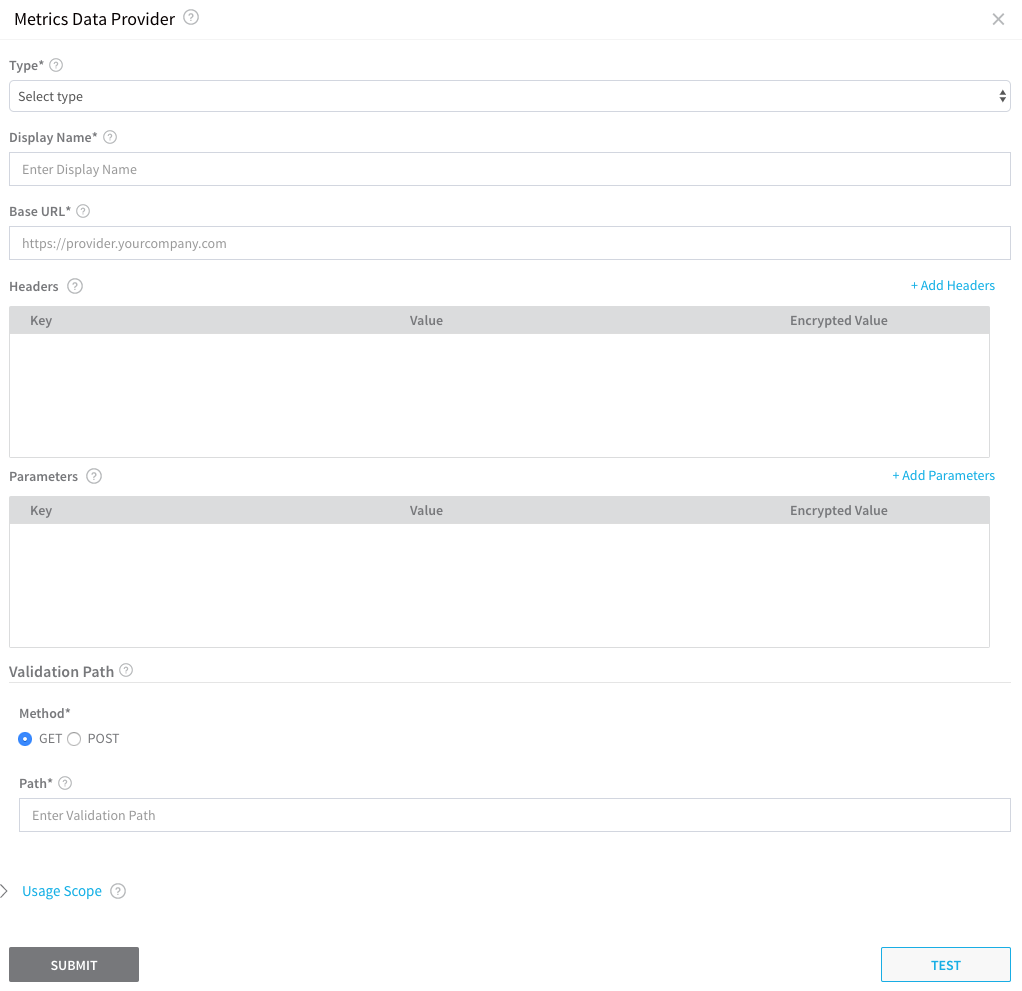 Metrics Data Provider ?
Type* ?
Select type
Display Name* ?
Enter Display Name
Base URL* ?
https://provider.yourcompany.com
Headers ? + Add Headers
Key Value Encrypted Value
Parameters ? + Add Parameters
Key Value Encrypted Value
Validation Path ?
Method*
GET POST
Path* ?
Enter Validation Path
Usage Scope ?
SUBMIT TEST